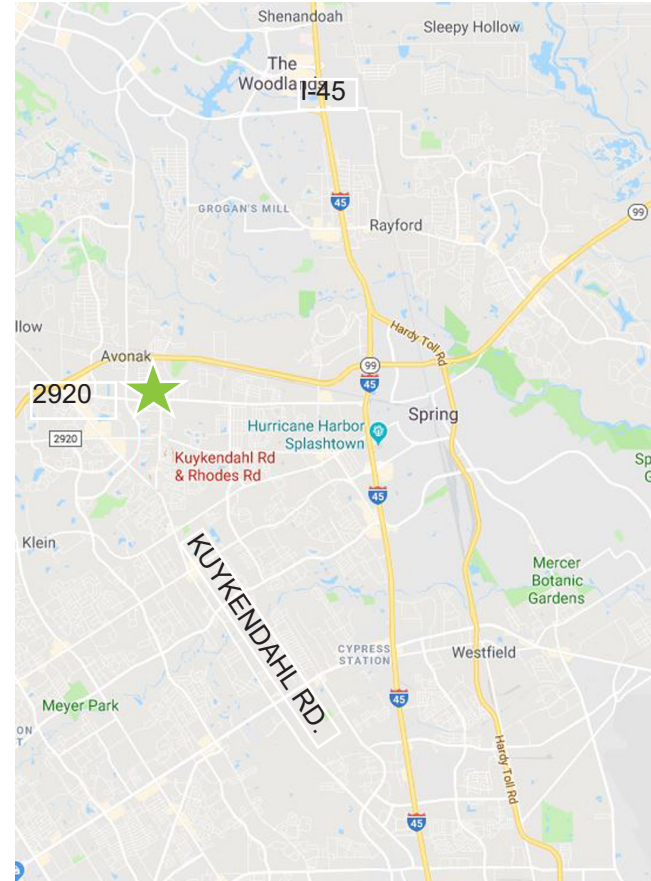 Shenandoah
Sleepy Hollow
The
Woodlands
I-45
GROGAN'S MILL
45
99
Rayford
llow
Hardy Toll Rd
Avonak
99
45
2920
Spring
Hurricane Harbor
Splashtown
2920
Kuykendahl Rd
& Rhodes Rd
Sp
G
45
Klein
KUYKENDAHL RD.
Mercer
Botanic
Gardens
CYPRESS
STATION
Westfield
Meyer Park
45
ON
T
Hardy Toll Rd
45